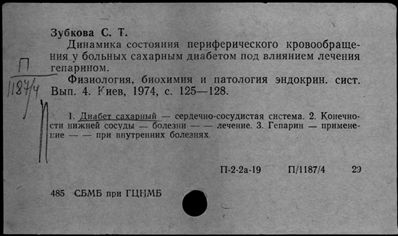 Зубкова С. Т.
Динамика состояния периферического кровообраще-
ния у больных сахарным диабетом под влиянием лечения
гепарином.
П
1187/4
Физиология, биохимия и патология эндокрин. сист.
Вып. 4. Киев, 1974, с. 125—128.
1. Диабет сахарный — сердечно-сосудистая система. 2. Конечно-
сти нижней сосуды — болезни — — лечение. 3. Гепарин — примене-
ние — — при внутренних болезнях
П-2-2а-19 П/1187/4 29
485 СБМБ при ГЦНМБ